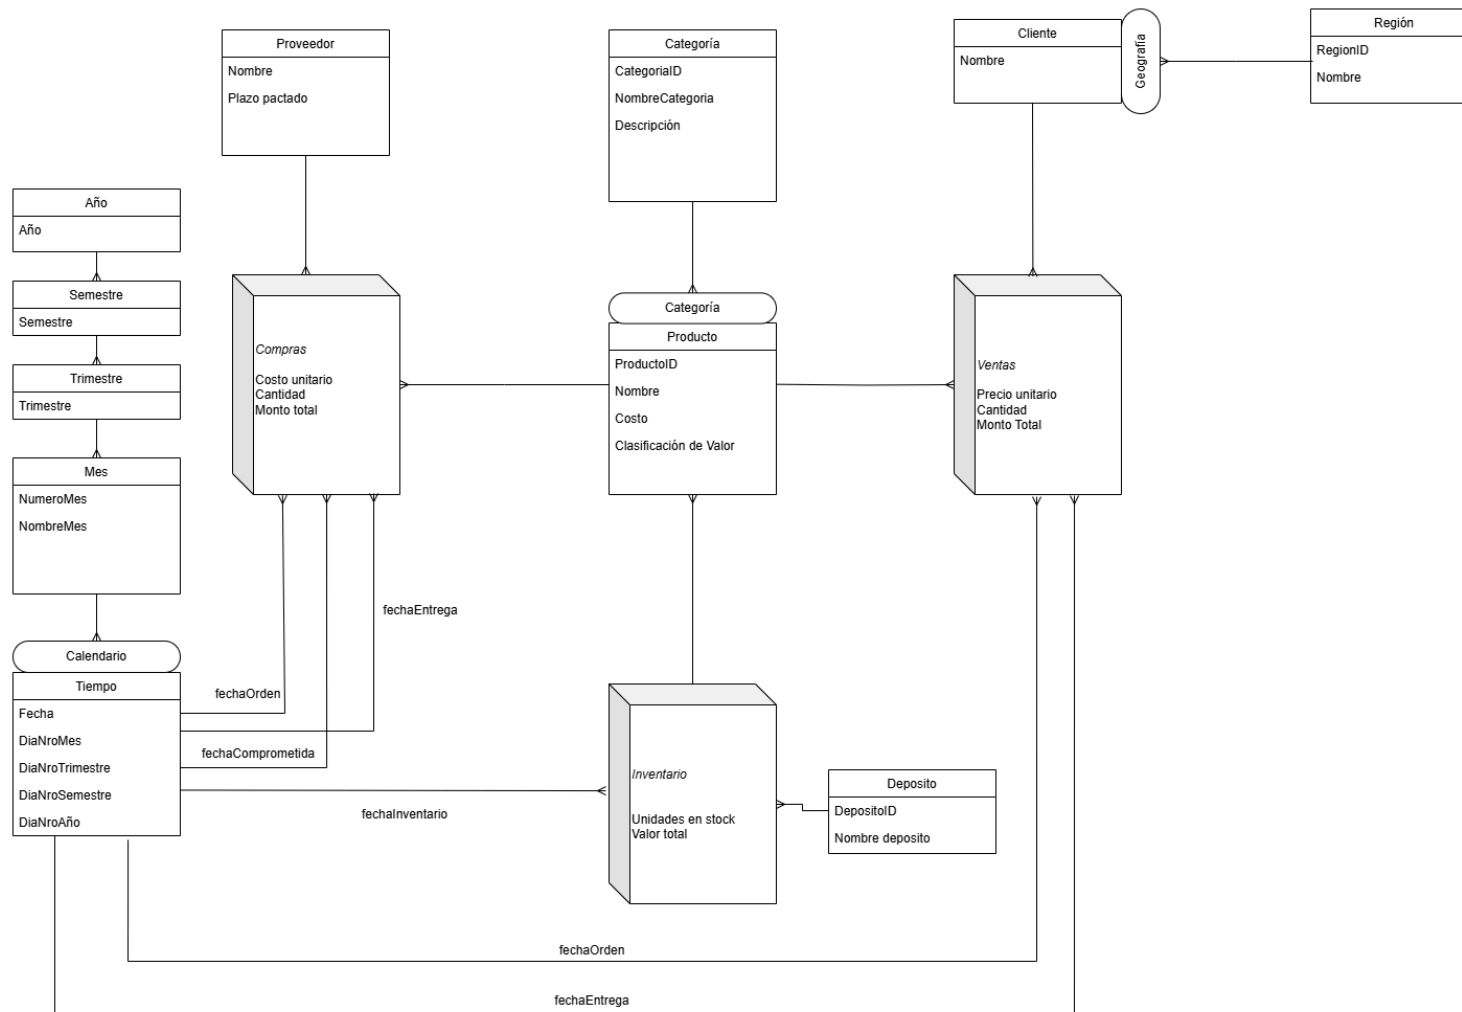 Proveedor
Nombre
Plazo pactado
Categoría
CategoriaID
NombreCategoria
Descripción
Cliente
Nombre
Geografía
Región
RegionID
Nombre
Año
Año
Semestre
Semestre
Trimestre
Trimestre
Mes
NumeroMes
NombreMes
Calendario
Tiempo
Fecha
DiaNroMes
DiaNroTrimestre
DiaNroSemestre
DiaNroAño
Compras
Costo unitario
Cantidad
Monto total
Categoría
Producto
ProductoID
Nombre
Costo
Clasificación de Valor
Ventas
Precio unitario
Cantidad
Monto Total
fechaEntrega
fechaOrden
fechaComprometida
fechaInventario
Inventario
Unidades en stock
Valor total
Deposito
DepositoID
Nombre deposito
fechaOrden
fechaEntrega